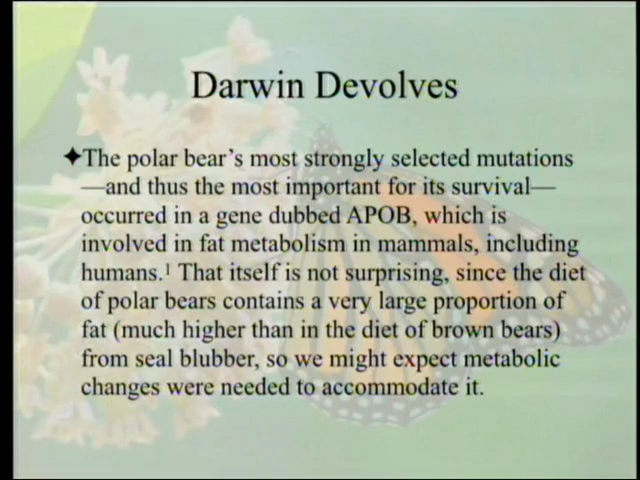 Darwin Devolves
✦The polar bear's most strongly selected mutations
—and thus the most important for its survival—
occurred in a gene dubbed APOB, which is
involved in fat metabolism in mammals, including
humans.¹ That itself is not surprising, since the diet
of polar bears contains a very large proportion of
fat (much higher than in the diet of brown bears)
from seal blubber, so we might expect metabolic
changes were needed to accommodate it.